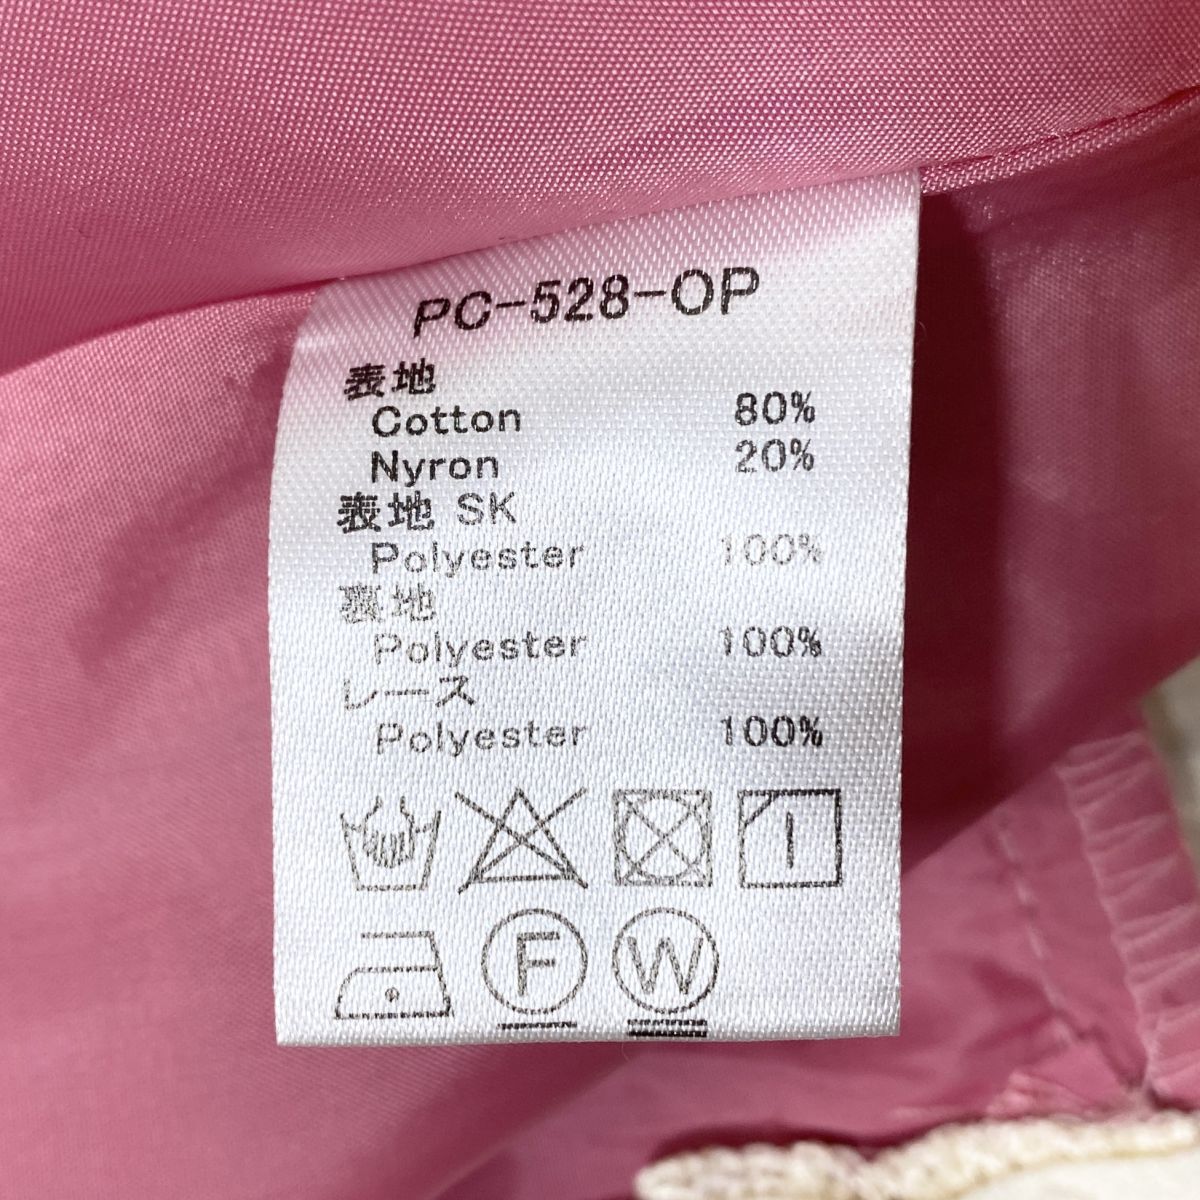 PC-528-OP
表地
Cotton 80%
Nyron 20%
表地 SK
Polyester 100%
裏地
Polyester 100%
レース
Polyester 100%
F W